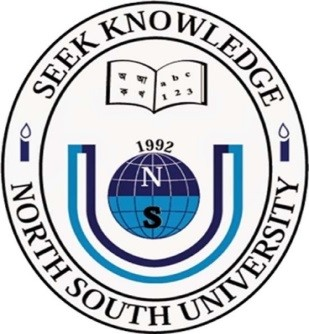 SEEK KNOWLEDGE
অ আ
ক খ
a b c
1 2 3
1992
N
S
NORTH SOUTH UNIVERSITY